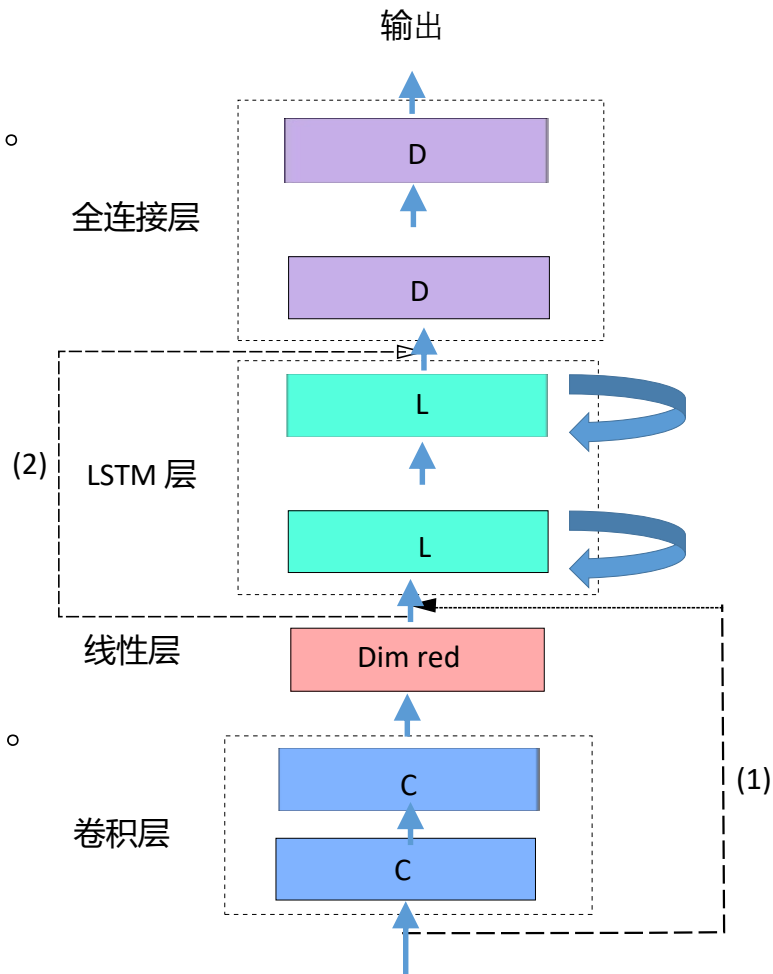 输出
。
D
全连接层
D
L
(2)
LSTM 层
L
线性层
Dim red
。
C
(1)
卷积层
C